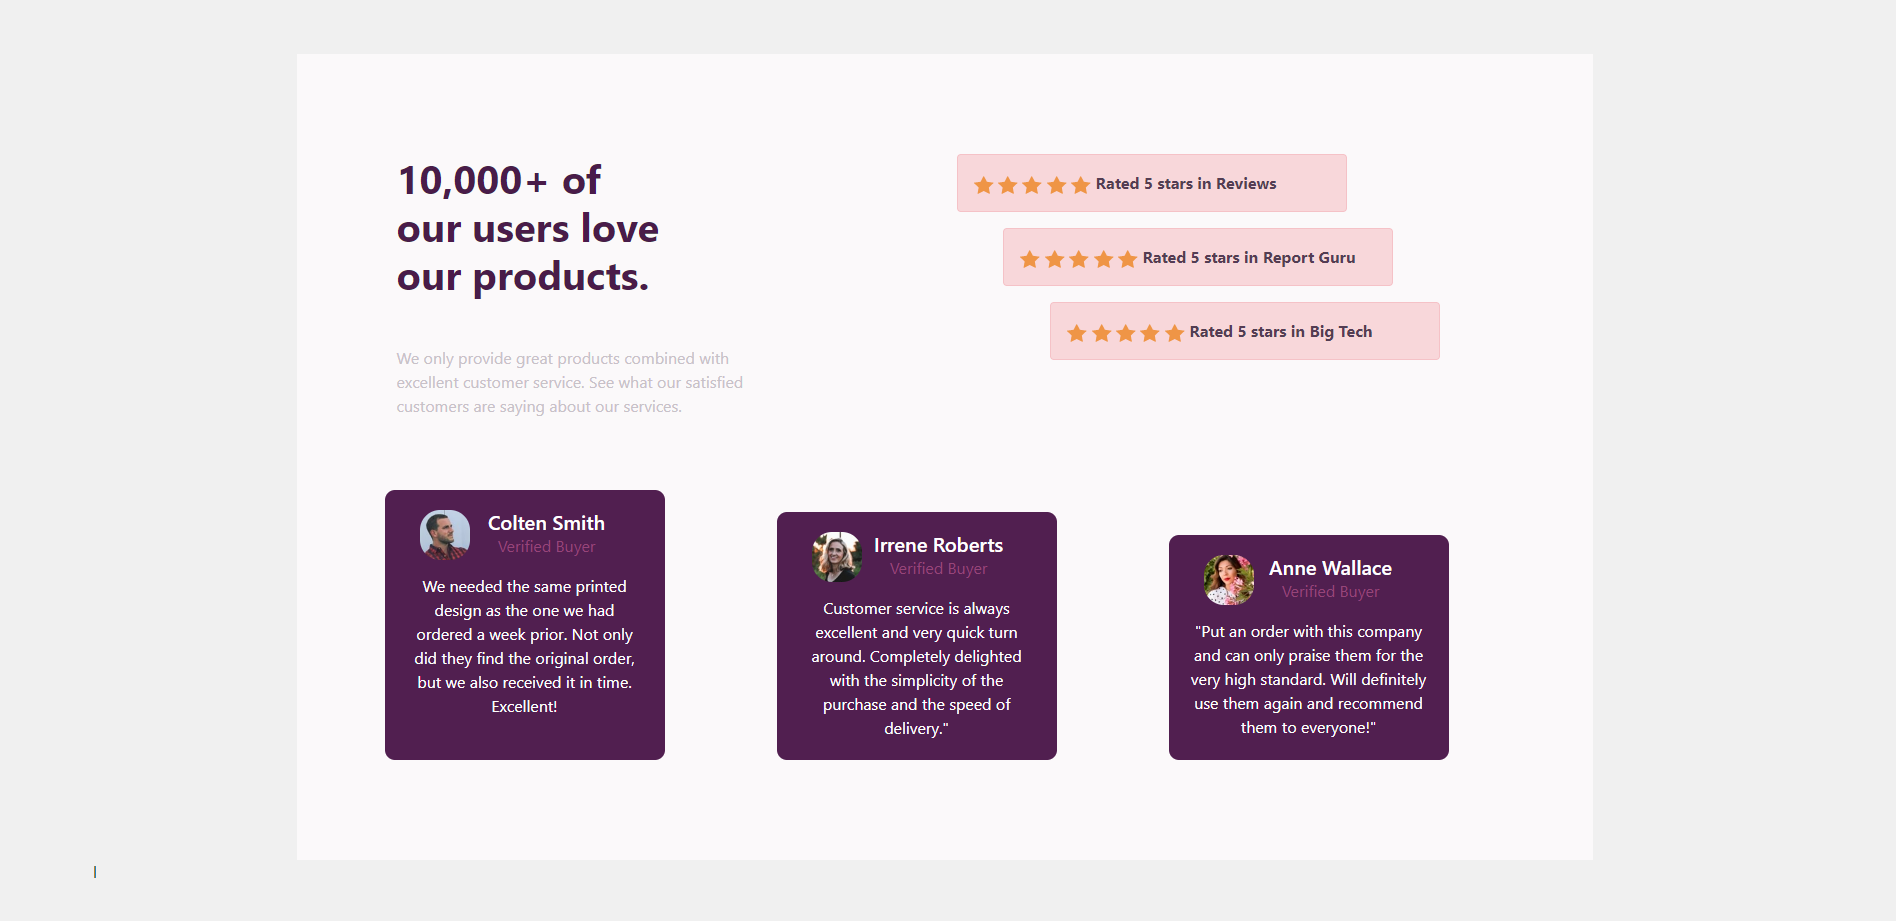 10,000+ of
our users love
our products.
We only provide great products combined with
excellent customer service. See what our satisfied
customers are saying about our services.
Rated 5 stars in Reviews
Rated 5 stars in Report Guru
Rated 5 stars in Big Tech
Colten Smith
Verified Buyer
We needed the same printed
design as the one we had
ordered a week prior. Not only
did they find the original order,
but we also received it in time.
Excellent!
Irrene Roberts
Verified Buyer
Customer service is always
excellent and very quick turn
around. Completely delighted
with the simplicity of the
purchase and the speed of
delivery."
Anne Wallace
Verified Buyer
"Put an order with this company
and can only praise them for the
very high standard. Will definitely
use them again and recommend
them to everyone!"